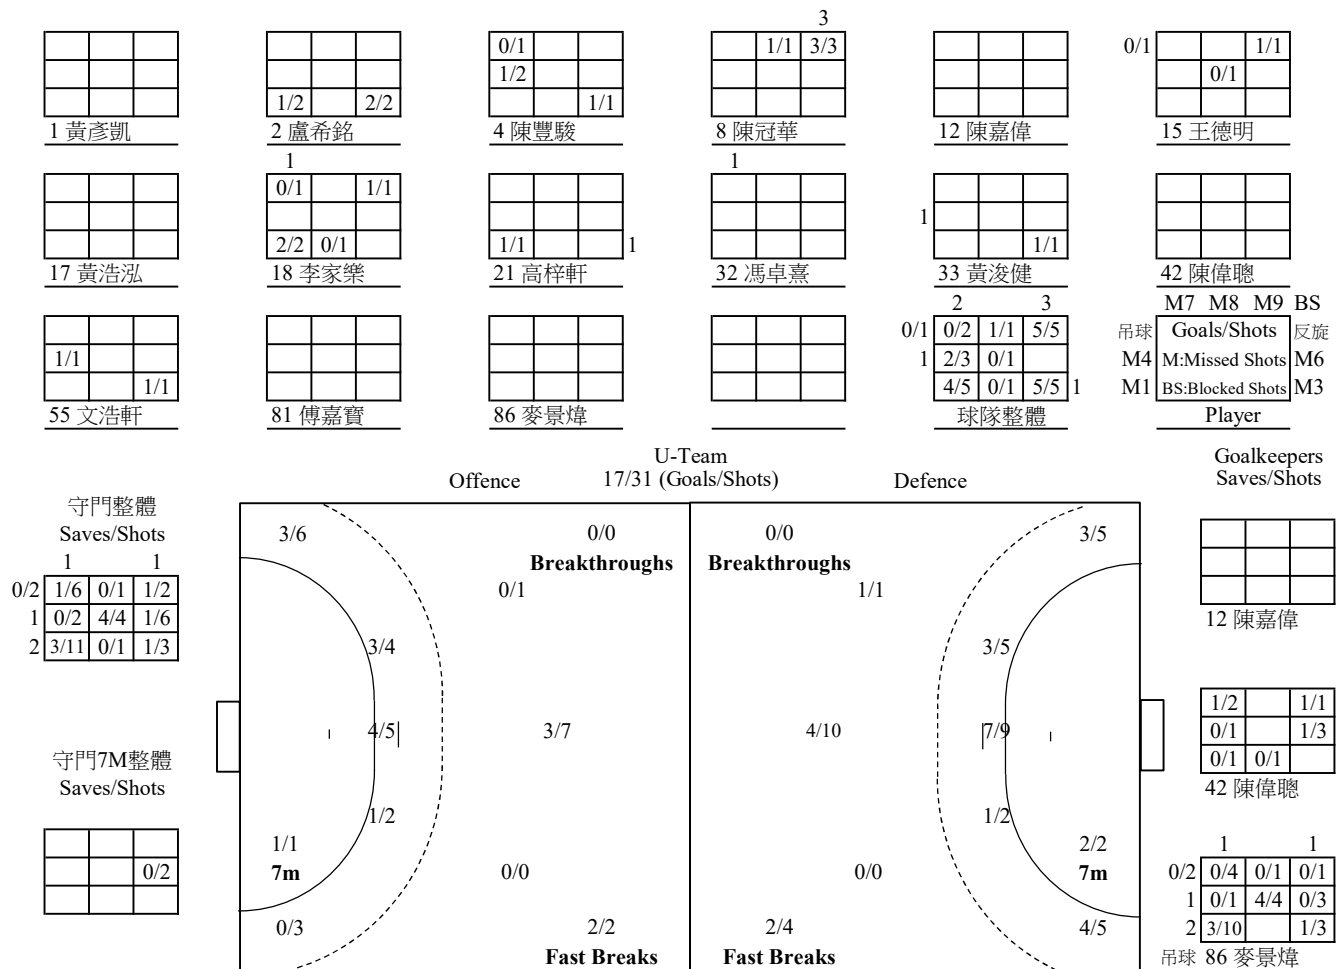 3
0/1 1/1 3/3 0/1 1/1
1/2 0/1
1/2 2/2 1/1
1 黃彥凱 2 盧希銘 4 陳豐駿 8 陳冠華 12 陳嘉偉 15 王德明
1 1
0/1 1/1
1
2/2 0/1 1/1 1 1/1
17 黃浩泓 18 李家樂 21 高梓軒 32 馮卓熹 33 黃浚健 42 陳偉聰
2 3 M7 M8 M9 BS
0/1 0/2 1/1 5/5 吊球 Goals/Shots 反旋
1/1 1 2/3 0/1 M4 M:Missed Shots M6
1/1 4/5 0/1 5/5 1 M1 BS:Blocked Shots M3
55 文浩軒 81 傅嘉寶 86 麥景煒 球隊整體 Player
U-Team
Offence 17/31 (Goals/Shots) Defence
Goalkeepers
Saves/Shots
守門整體
Saves/Shots
1 1
0/2 1/6 0/1 1/2
1 0/2 4/4 1/6
2 3/11 0/1 1/3
守門7M整體
Saves/Shots
0/2
3/6 0/0
Breakthroughs
0/1
3/4
4/5 3/7
1/2
1/1
7m 0/0
0/3 2/2
Fast Breaks
0/0 3/5
Breakthroughs
1/1
3/5
4/10 7/9
1/2
2/2
0/0 7m
2/4 4/5
Fast Breaks
12 陳嘉偉
1/2 1/1
0/1 1/3
0/1 0/1
42 陳偉聰
1 1
0/2 0/4 0/1 0/1
1 0/1 4/4 0/3
2 3/10 1/3
吊球 86 麥景煒